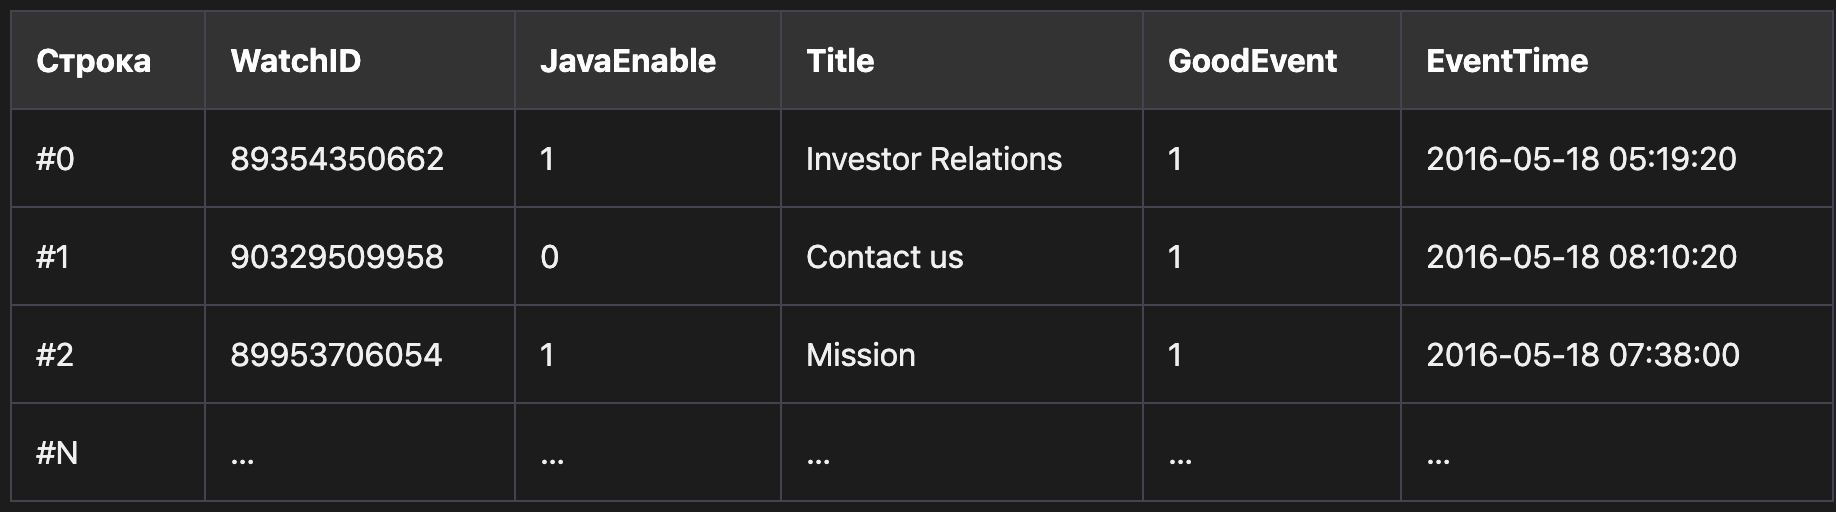 Строка WatchID JavaEnable Title GoodEvent EventTime
#0 89354350662 1 Investor Relations 1 2016-05-18 05:19:20
#1 90329509958 0 Contact us 1 2016-05-18 08:10:20
#2 89953706054 1 Mission 1 2016-05-18 07:38:00
#N ... ... ... ... ...